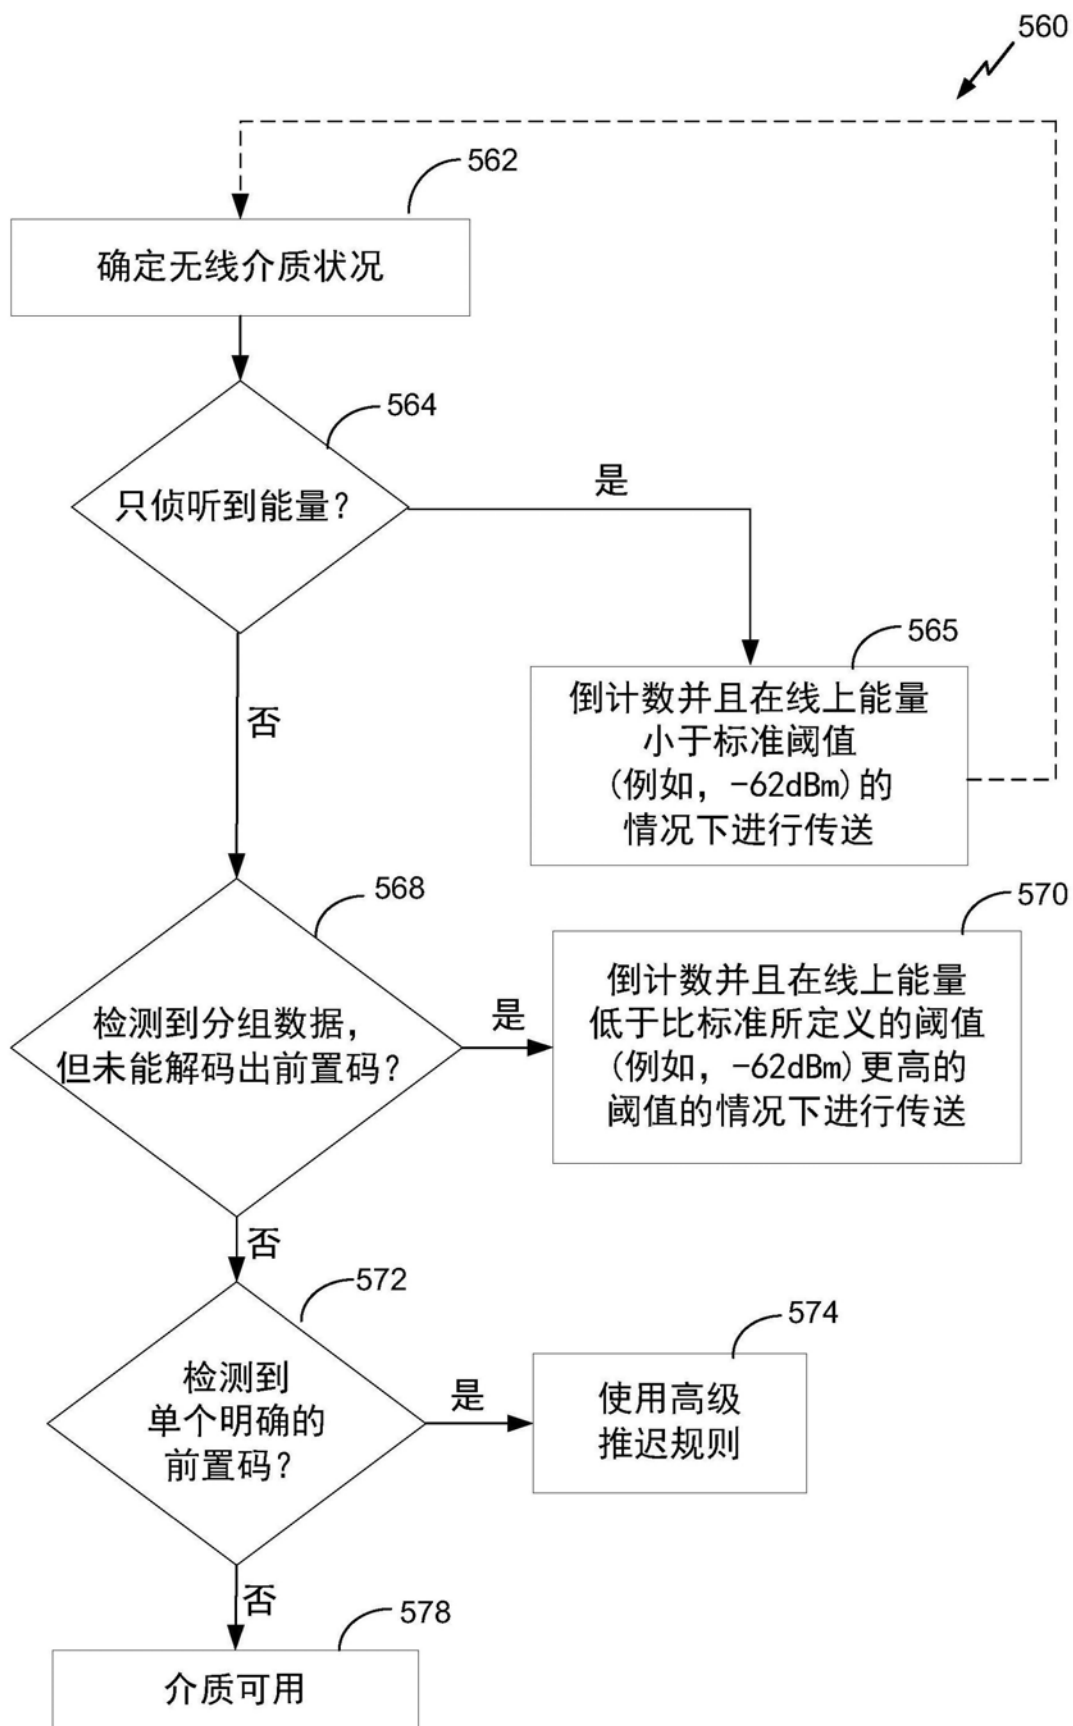 560
562
确定无线介质状况
564
只侦听到能量?
是
565
倒计数并且在线上能量
小于标准阈值
(例如, -62dBm)的
情况下进行传送
否
568
检测到分组数据,
但未能解码出前置码?
是
570
倒计数并且在线上能量
低于比标准所定义的阈值
(例如, -62dBm)更高的
阈值的情况下进行传送
否
572
检测到
单个明确的
前置码?
是
574
使用高级
推迟规则
否
578
介质可用